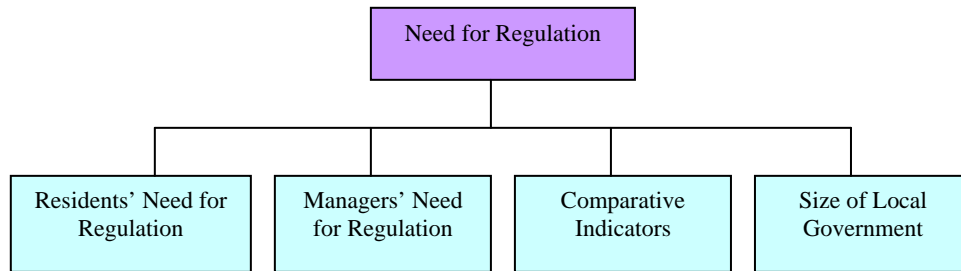 Need for Regulation
Residents’ Need for
Regulation
Managers’ Need
for Regulation
Comparative
Indicators
Size of Local
Government